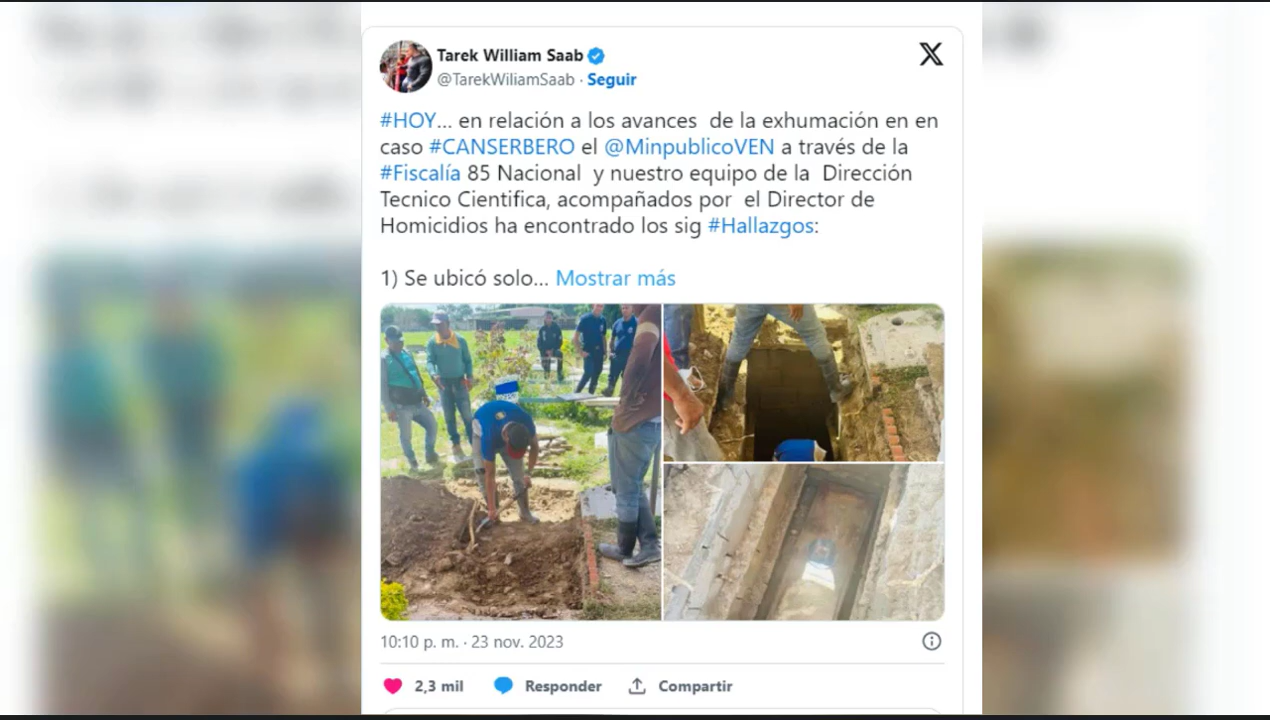 Tarek William Saab
@TarekWiliamSaab · Seguir
#HOY... en relación a los avances de la exhumación en en
caso #CANSERBERO el @MinpublicoVEN a través de la
#Fiscalía 85 Nacional y nuestro equipo de la Dirección
Tecnico Cientifica, acompañados por el Director de
Homicidios ha encontrado los sig #Hallazgos:
1) Se ubicó solo... Mostrar más
10:10 p. m. · 23 nov. 2023
2,3 mil Responder Compartir